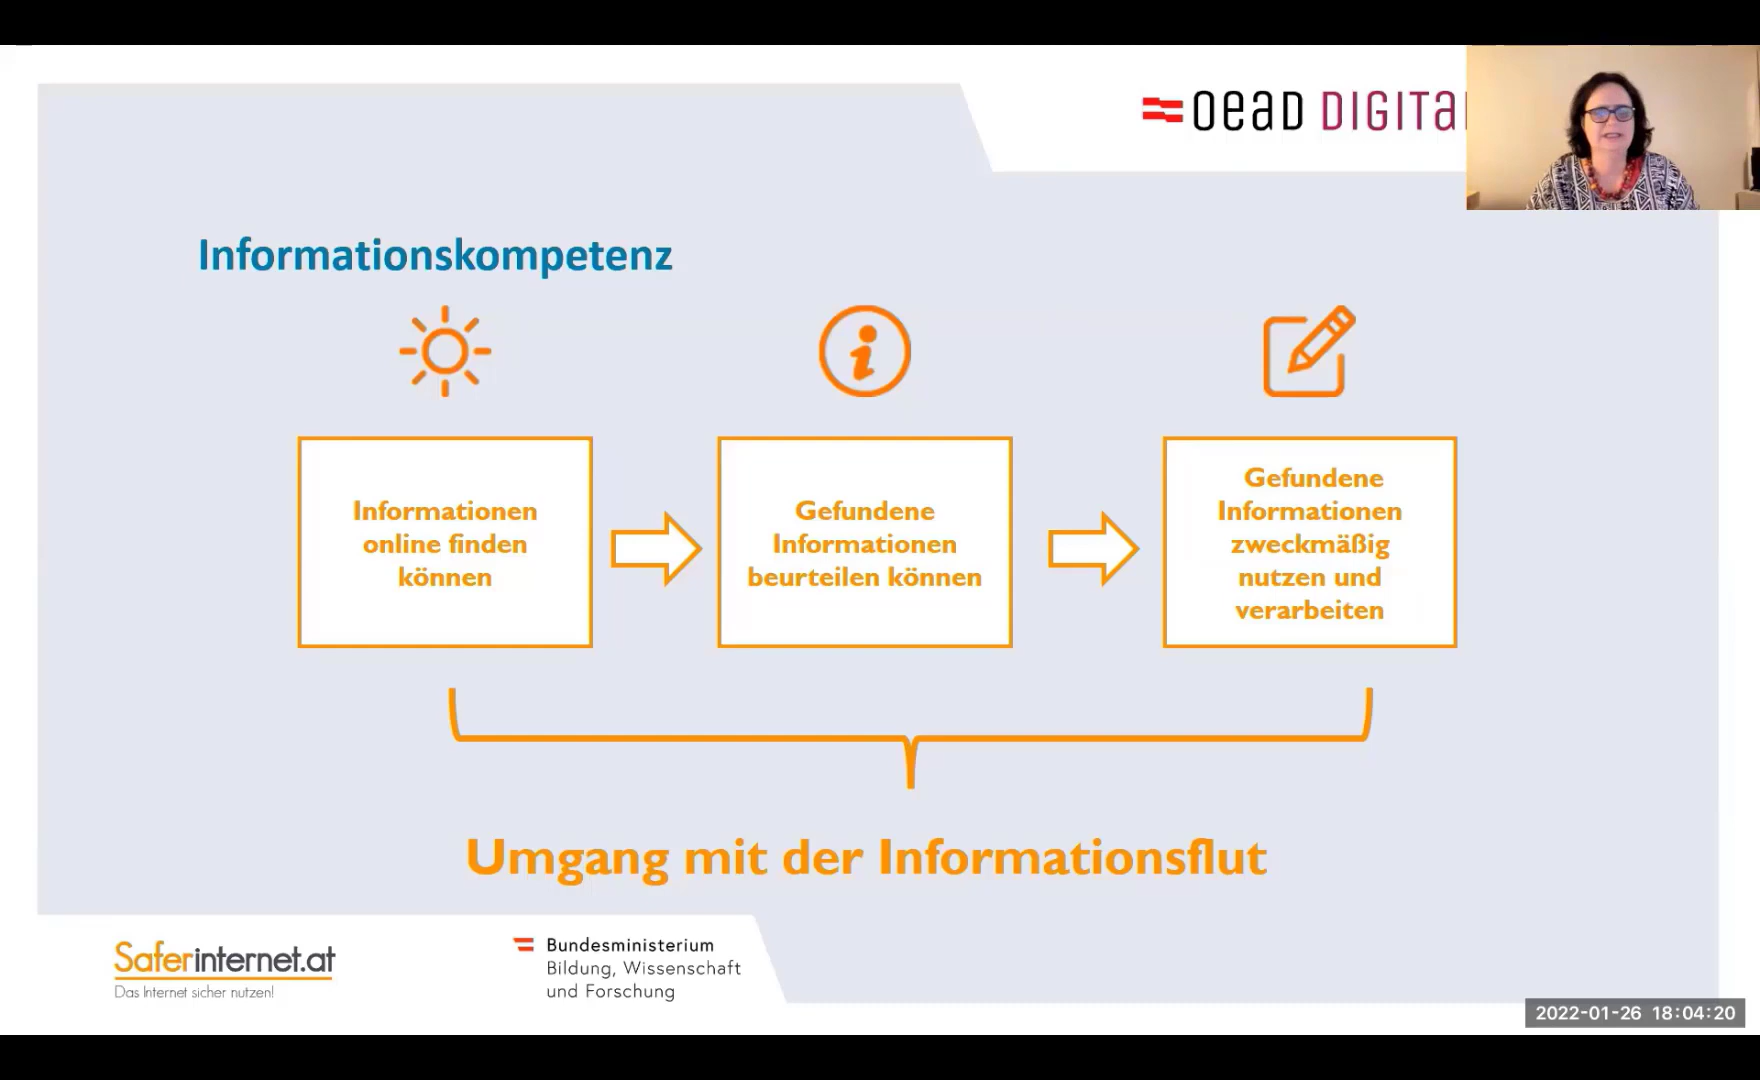 OeAD DIGITA
Informationskompetenz
Informationen
online finden
können
Gefundene
Informationen
beurteilen können
Gefundene
Informationen
zweckmäßig
nutzen und
verarbeiten
Umgang mit der Informationsflut
Saferinternet.at
Das Internet sicher nutzen!
Bundesministerium
Bildung, Wissenschaft
und Forschung
2022-01-26 18:04:20